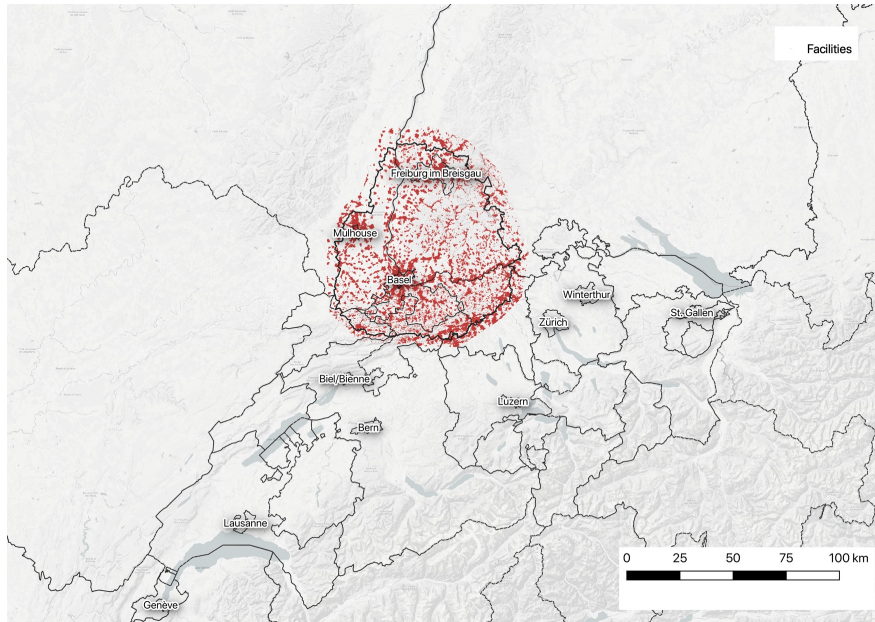 Facilities
Freiburg im Breisgau
Mulhouse
Basel
Winterthur
St. Gallen
Zürich
Biel/Bienne
Luzern
Bern
Lausanne
Genève
0 25 50 75 100 km